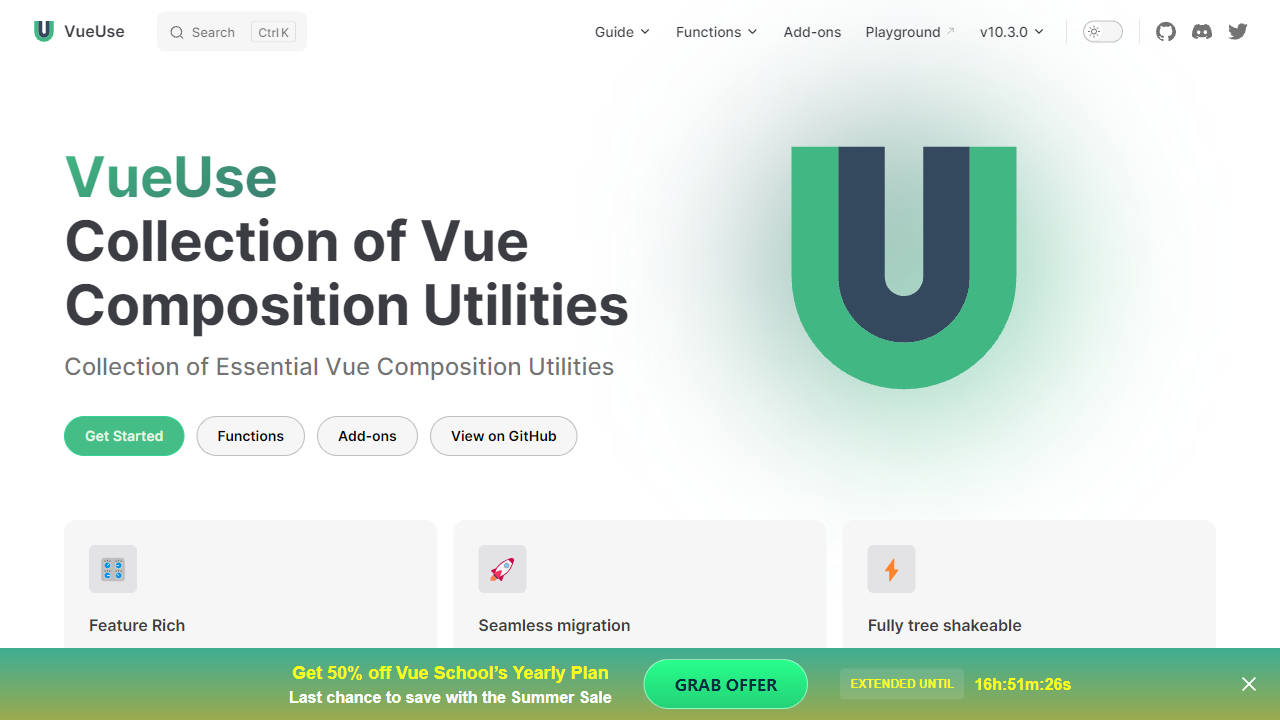 VueUse
Search
Ctrl K
Guide
Functions
Add-ons
Playground
v10.3.0
VueUse
Collection of Vue
Composition Utilities
Collection of Essential Vue Composition Utilities
Get Started
Functions
Add-ons
View on GitHub
Feature Rich
Seamless migration
Fully tree shakeable
Get 50% off Vue School’s Yearly Plan
Last chance to save with the Summer Sale
GRAB OFFER
EXTENDED UNTIL
16h:51m:26s